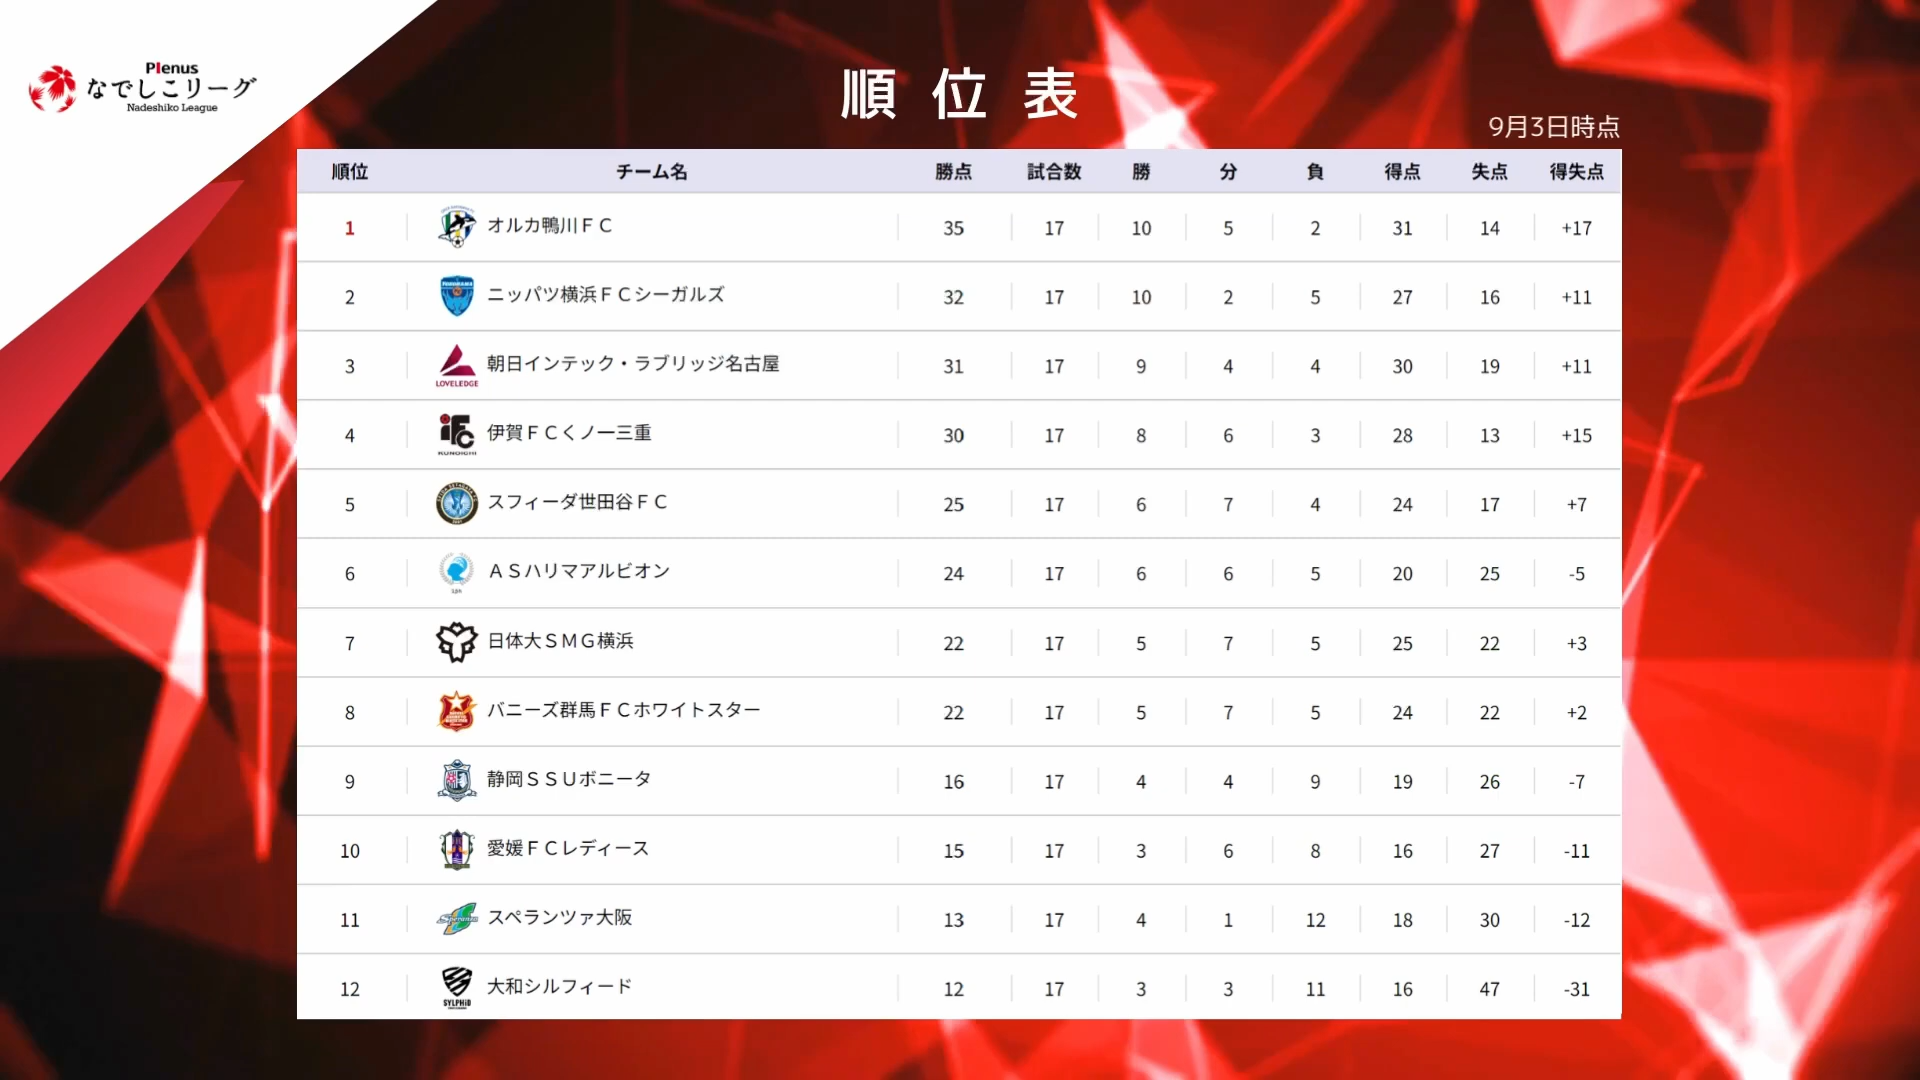 Plenus
なでしこリーグ
Nadeshiko League
順位表
9月3日時点
順位 チーム名 勝点 試合数 勝 分 負 得点 失点 得失点
1 オルカ鴨川ＦＣ 35 17 10 5 2 31 14 +17
2 ニッパツ横浜ＦＣシーガルズ 32 17 10 2 5 27 16 +11
3 LOVELEDGE 朝日インテック・ラブリッジ名古屋 31 17 9 4 4 30 19 +11
4 iFC KUNOICHI 伊賀ＦＣくノ一三重 30 17 8 6 3 28 13 +15
5 スフィーダ世田谷ＦＣ 25 17 6 7 4 24 17 +7
6 ＡＳハリマアルビオン 24 17 6 6 5 20 25 -5
7 日体大ＳＭＧ横浜 22 17 5 7 5 25 22 +3
8 バニーズ群馬ＦＣホワイトスター 22 17 5 7 5 24 22 +2
9 静岡ＳＳＵボニータ 16 17 4 4 9 19 26 -7
10 愛媛ＦＣレディース 15 17 3 6 8 16 27 -11
11 Speranza スペランツァ大阪 13 17 4 1 12 18 30 -12
12 SYLPHiD 大和シルフィード 12 17 3 3 11 16 47 -31